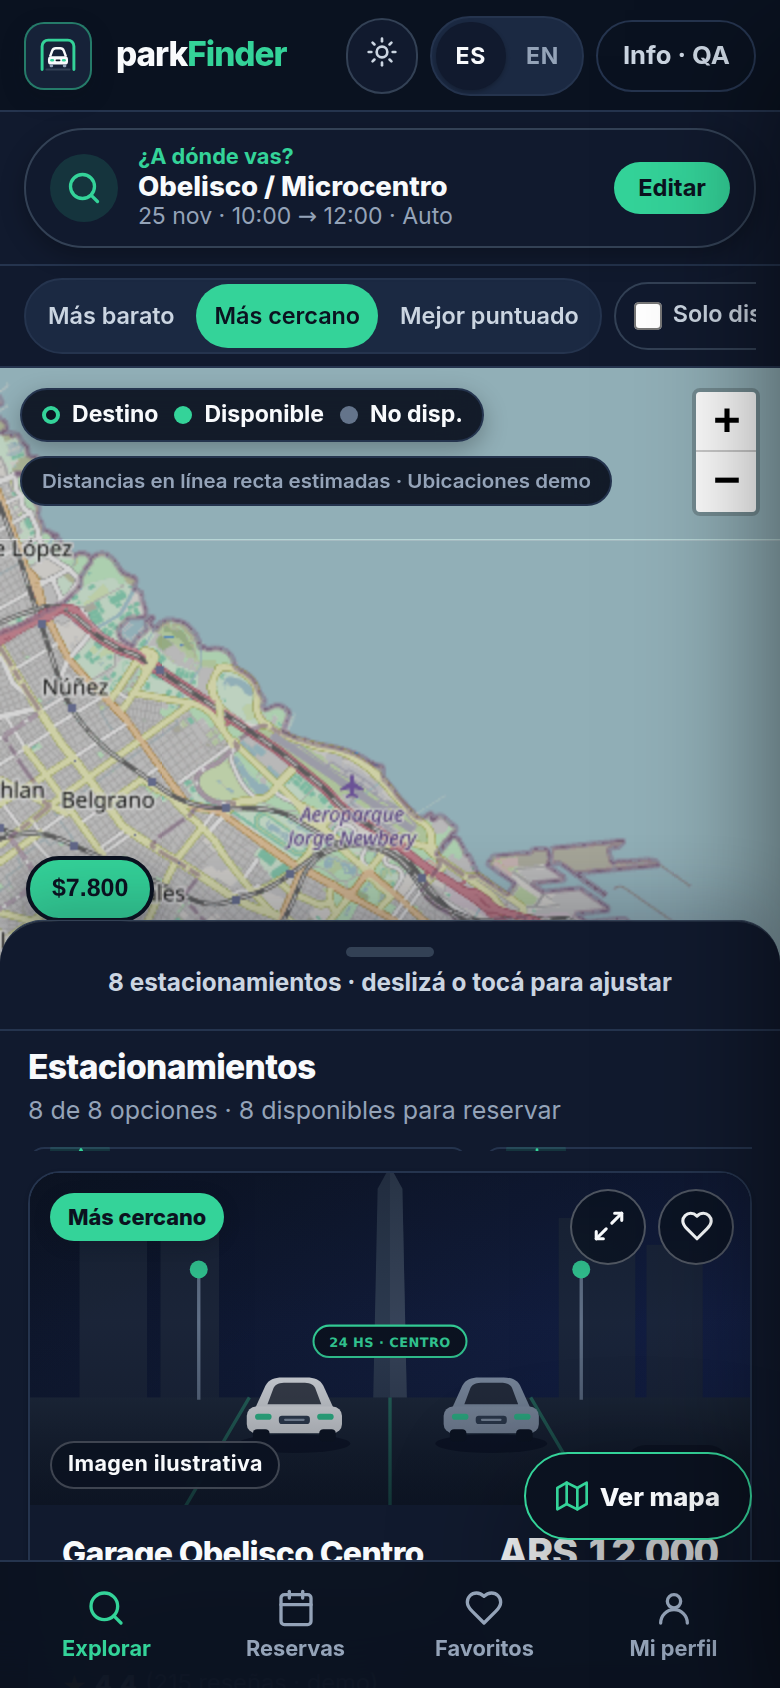 parkFinder
ES EN
Info · QA
¿A dónde vas?
Obelisco / Microcentro
25 nov · 10:00 → 12:00 · Auto
Editar
Más barato
Más cercano
Mejor puntuado
Solo dis
Destino
Disponible
No disp.
+
Distancias en línea recta estimadas · Ubicaciones demo
−
e López
Núñez
hlan
Belgrano
Aeroparque
Jorge Newbery
$7.800
les
8 estacionamientos · deslizá o tocá para ajustar
Estacionamientos
8 de 8 opciones · 8 disponibles para reservar
Más cercano
24 HS · CENTRO
Imagen ilustrativa
Ver mapa
Garage Obelisco Centro
ARS 12.000
Explorar
Reservas
Favoritos
Mi perfil